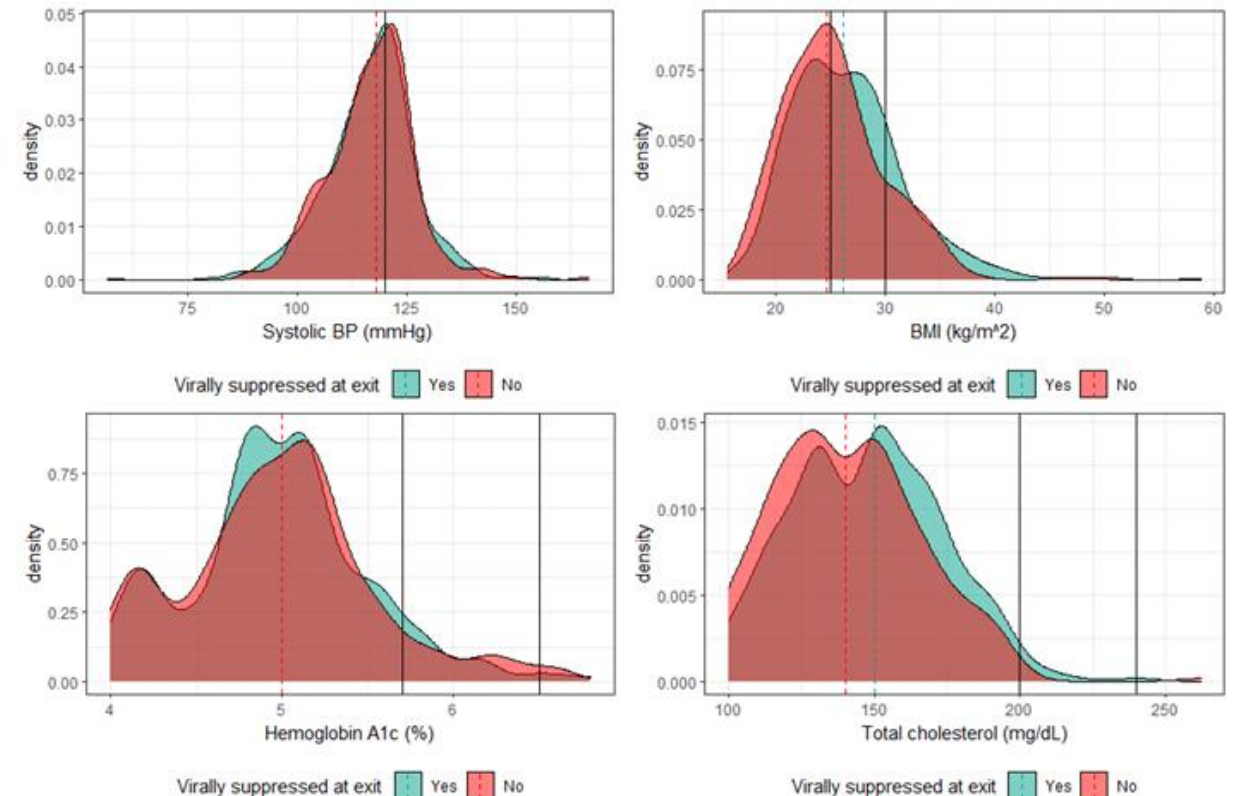 0.05
0.04
0.03
0.02
0.01
0.00
density
75 100 125 150
Systolic BP (mmHg)
Virally suppressed at exit Yes No
0.075
0.050
0.025
0.000
density
20 30 40 50 60
BMI (kg/m^2)
Virally suppressed at exit Yes No
0.75
0.50
0.25
0.00
density
4 5 6
Hemoglobin A1c (%)
Virally suppressed at exit Yes No
0.015
0.010
0.005
0.000
density
100 150 200 250
Total cholesterol (mg/dL)
Virally suppressed at exit Yes No